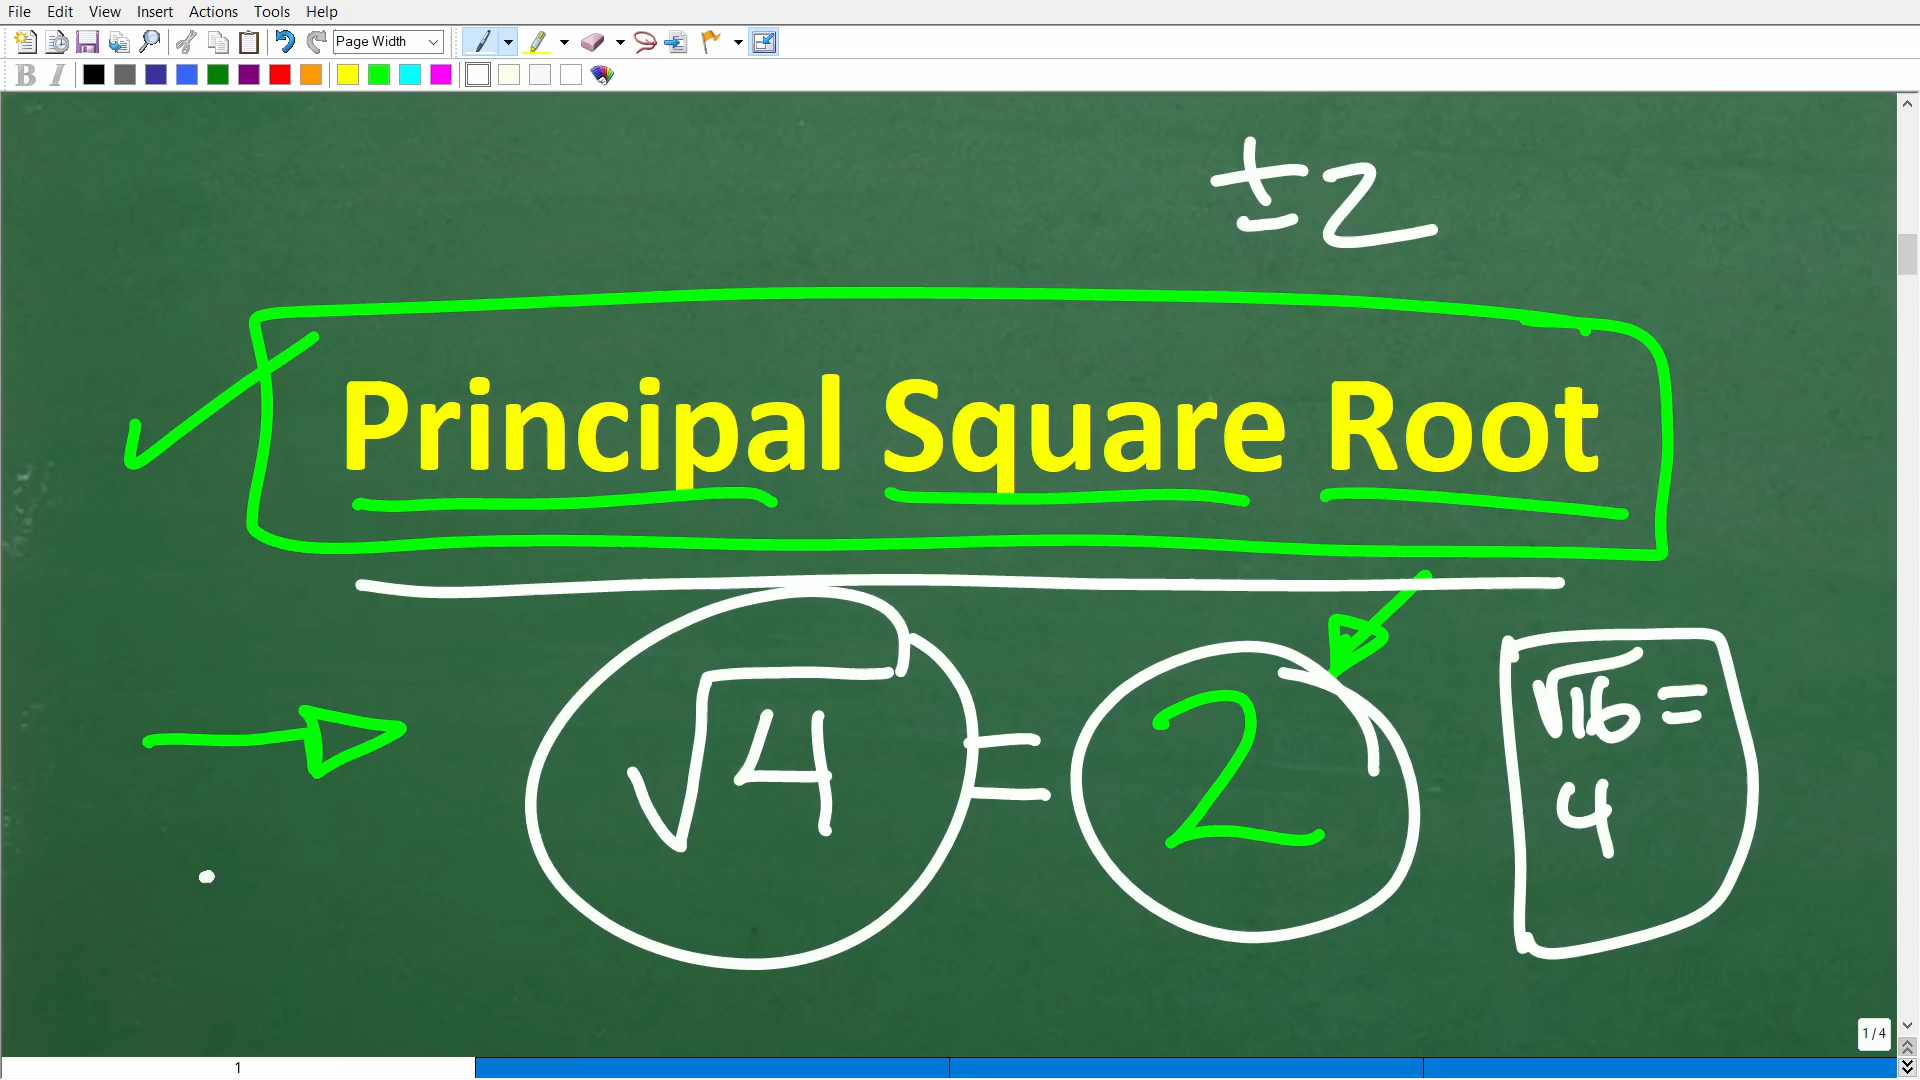 File Edit View Insert Actions Tools Help
Page Width
B I
±2
Principal Square Root
√4 = 2
√16 =
4
1 / 4
1